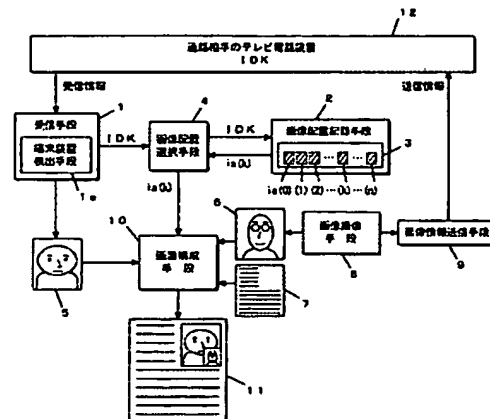 12
通話相手のテレビ電話装置
IDK
受信情報
送信情報
1
受信手段
端末装置
検出手段
1a
IDK
4
画像配置
選択手段
IDK
ia(k)
2
画像配置記憶手段
3
ia(0) (1) (2) … (k) … (n)
ia(k)
10
画面構成
手段
5
6
7
画像撮像
手段
8
画像情報送信手段
9
11